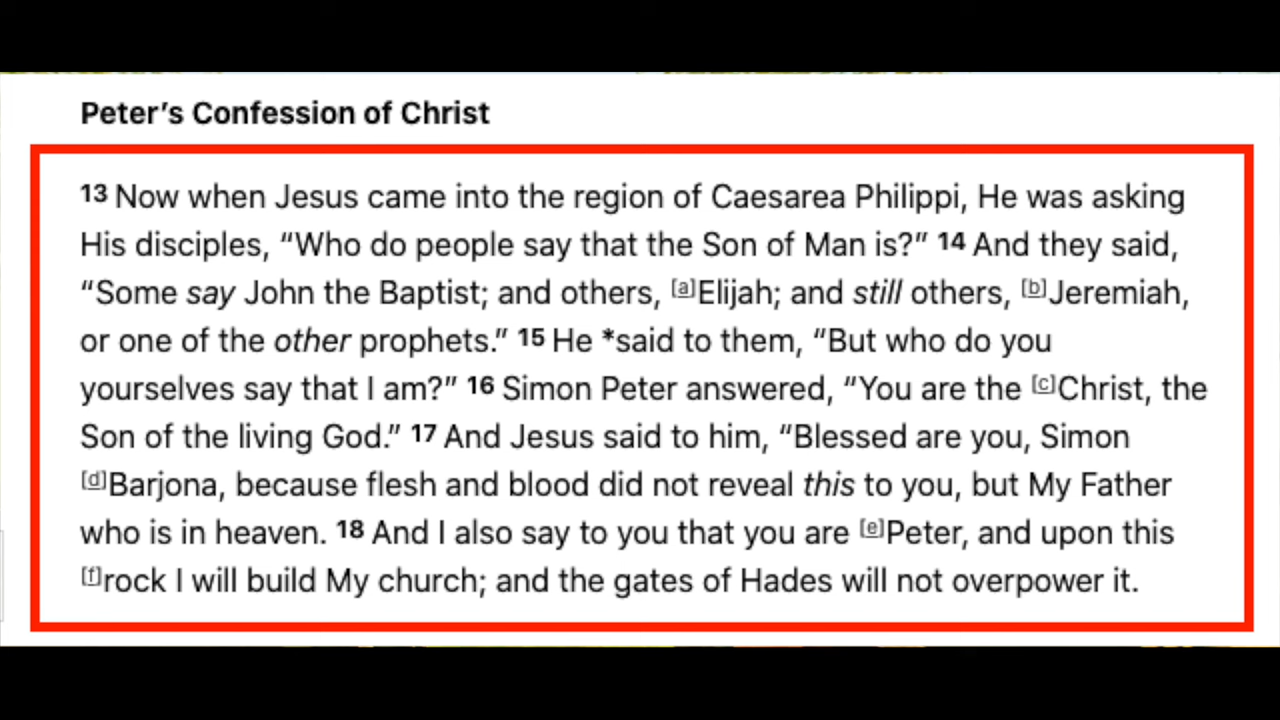 Peter’s Confession of Christ
13 Now when Jesus came into the region of Caesarea Philippi, He was asking
His disciples, “Who do people say that the Son of Man is?” 14 And they said,
“Some say John the Baptist; and others, [a]Elijah; and still others, [b]Jeremiah,
or one of the other prophets.” 15 He *said to them, “But who do you
yourselves say that I am?” 16 Simon Peter answered, “You are the [c]Christ, the
Son of the living God.” 17 And Jesus said to him, “Blessed are you, Simon
[d]Barjona, because flesh and blood did not reveal this to you, but My Father
who is in heaven. 18 And I also say to you that you are [e]Peter, and upon this
[f]rock I will build My church; and the gates of Hades will not overpower it.